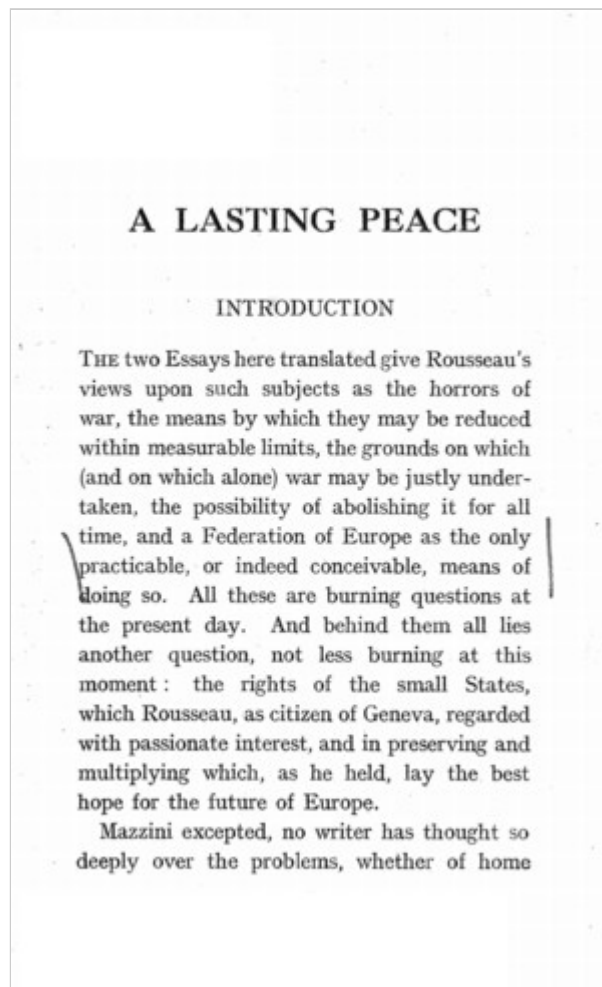 A LASTING PEACE
INTRODUCTION
THE two Essays here translated give Rousseau's
views upon such subjects as the horrors of
war, the means by which they may be reduced
within measurable limits, the grounds on which
(and on which alone) war may be justly under-
taken, the possibility of abolishing it for all
time, and a Federation of Europe as the only
practicable, or indeed conceivable, means of
doing so. All these are burning questions at
the present day. And behind them all lies
another question, not less burning at this
moment : the rights of the small States,
which Rousseau, as citizen of Geneva, regarded
with passionate interest, and in preserving and
multiplying which, as he held, lay the best
hope for the future of Europe.
Mazzini excepted, no writer has thought so
deeply over the problems, whether of home